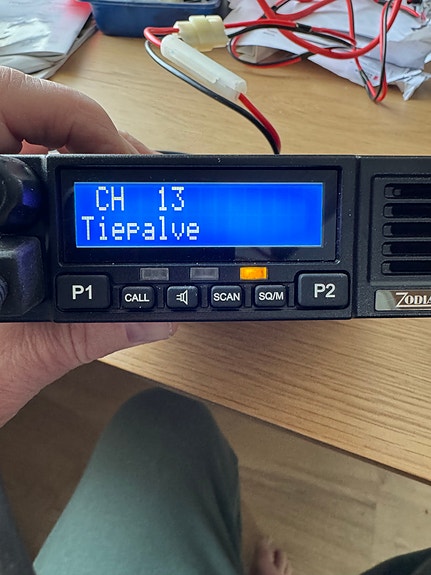 CH 13
Tiepalve
P1
CALL
SCAN
SQ/M
P2